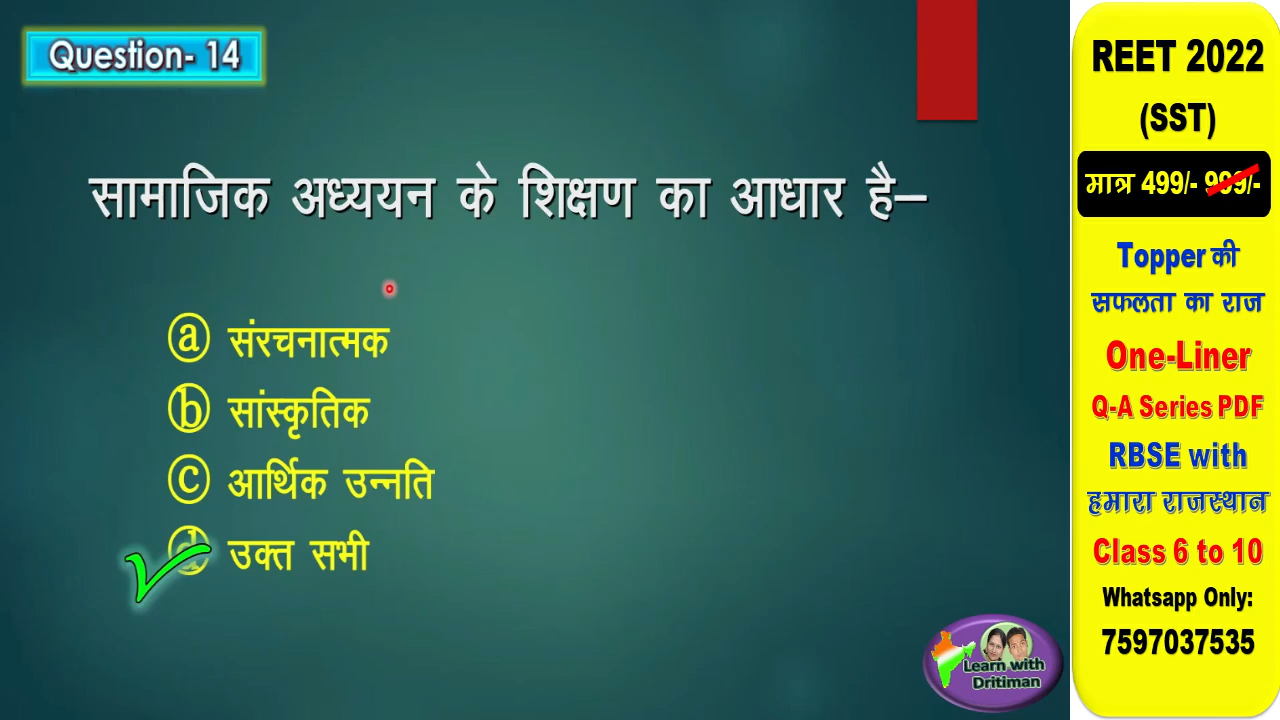 Question- 14
सामाजिक अध्ययन के शिक्षण का आधार है–
ⓐ संरचनात्मक
ⓑ सांस्कृतिक
ⓒ आर्थिक उन्नति
ⓓ उक्त सभी
Learn with
Dritiman
REET 2022
(SST)
मात्र 499/- 999/-
Topper की
सफलता का राज
One-Liner
Q-A Series PDF
RBSE with
हमारा राजस्थान
Class 6 to 10
Whatsapp Only:
7597037535